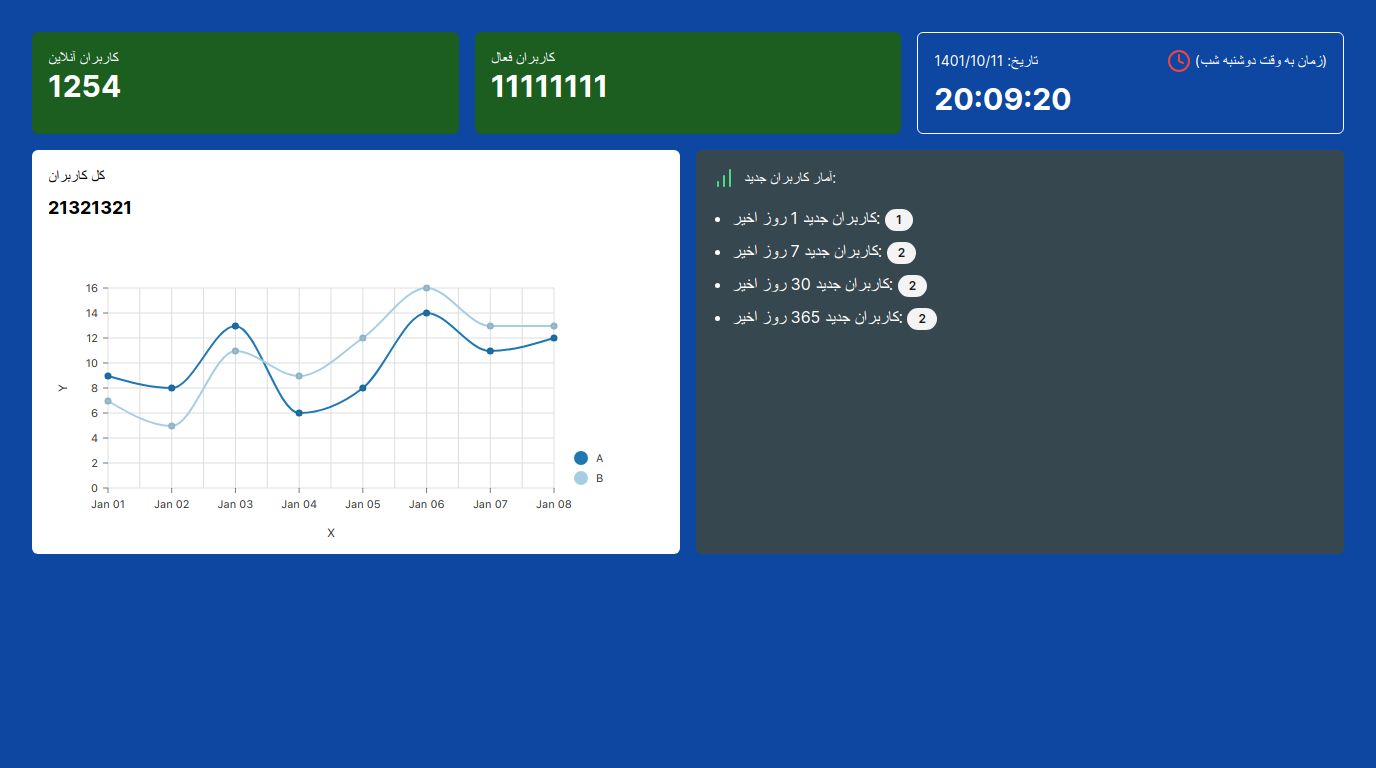 کاربران آنلاین
1254
کاربران فعال
11111111
تاریخ: 1401/10/11
(زمان به وقت دوشنبه شب)
20:09:20
کل کاربران
21321321
16
14
12
10
8
6
4
2
0
Y
Jan 01 Jan 02 Jan 03 Jan 04 Jan 05 Jan 06 Jan 07 Jan 08
X
A
B
آمار کاربران جدید:
کاربران جدید 1 روز اخیر: 1
کاربران جدید 7 روز اخیر: 2
کاربران جدید 30 روز اخیر: 2
کاربران جدید 365 روز اخیر: 2